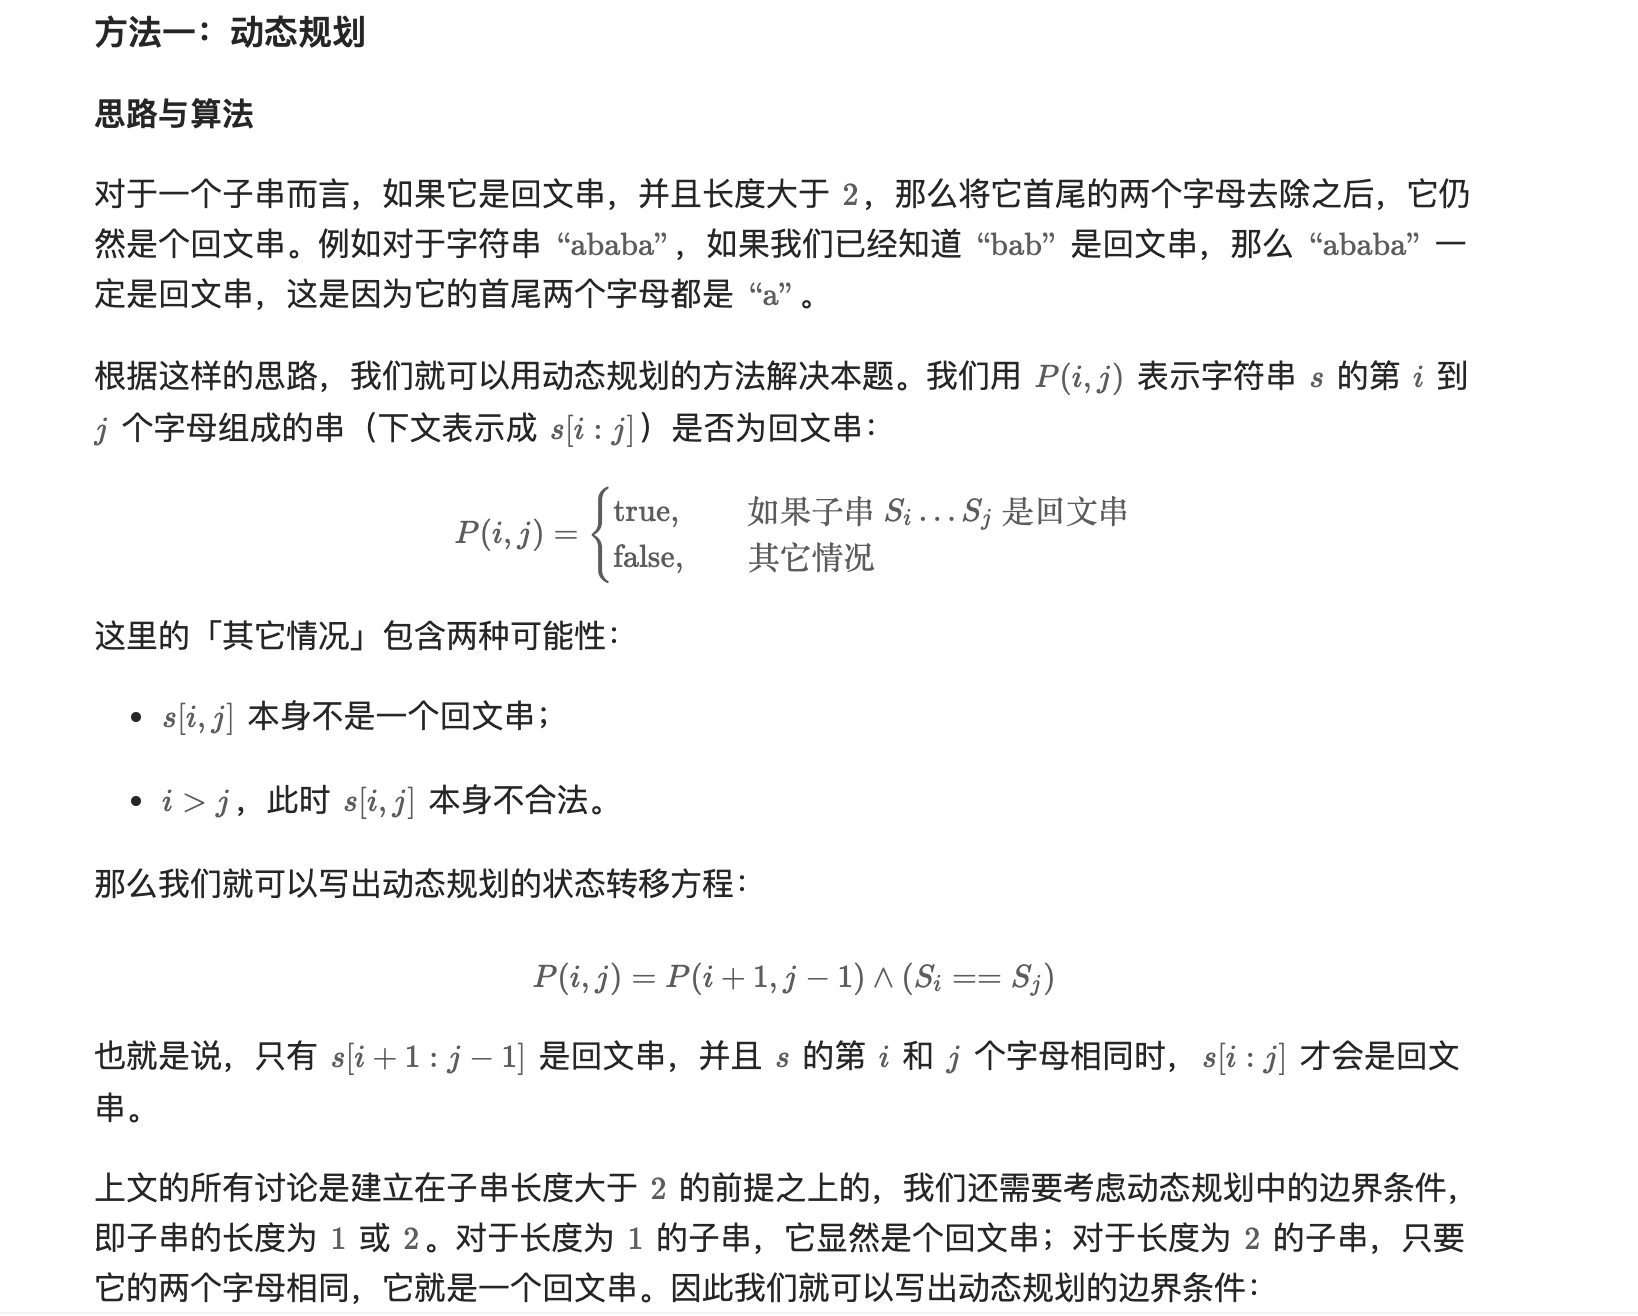 方法一：动态规划
思路与算法
对于一个子串而言，如果它是回文串，并且长度大于 2，那么将它首尾的两个字母去除之后，它仍
然是个回文串。例如对于字符串 “ababa”，如果我们已经知道 “bab” 是回文串，那么 “ababa” 一
定是回文串，这是因为它的首尾两个字母都是 “a”。
根据这样的思路，我们就可以用动态规划的方法解决本题。我们用 P(i, j) 表示字符串 s 的第 i 到
j 个字母组成的串（下文表示成 s[i : j]）是否为回文串：
P(i, j) = { true, 如果子串 S_i … S_j 是回文串
false, 其它情况
这里的「其它情况」包含两种可能性：
• s[i, j] 本身不是一个回文串；
• i > j，此时 s[i, j] 本身不合法。
那么我们就可以写出动态规划的状态转移方程：
P(i, j) = P(i + 1, j − 1) ∧ (S_i == S_j)
也就是说，只有 s[i + 1 : j − 1] 是回文串，并且 s 的第 i 和 j 个字母相同时，s[i : j] 才会是回文
串。
上文的所有讨论是建立在子串长度大于 2 的前提之上的，我们还需要考虑动态规划中的边界条件，
即子串的长度为 1 或 2。对于长度为 1 的子串，它显然是个回文串；对于长度为 2 的子串，只要
它的两个字母相同，它就是一个回文串。因此我们就可以写出动态规划的边界条件：